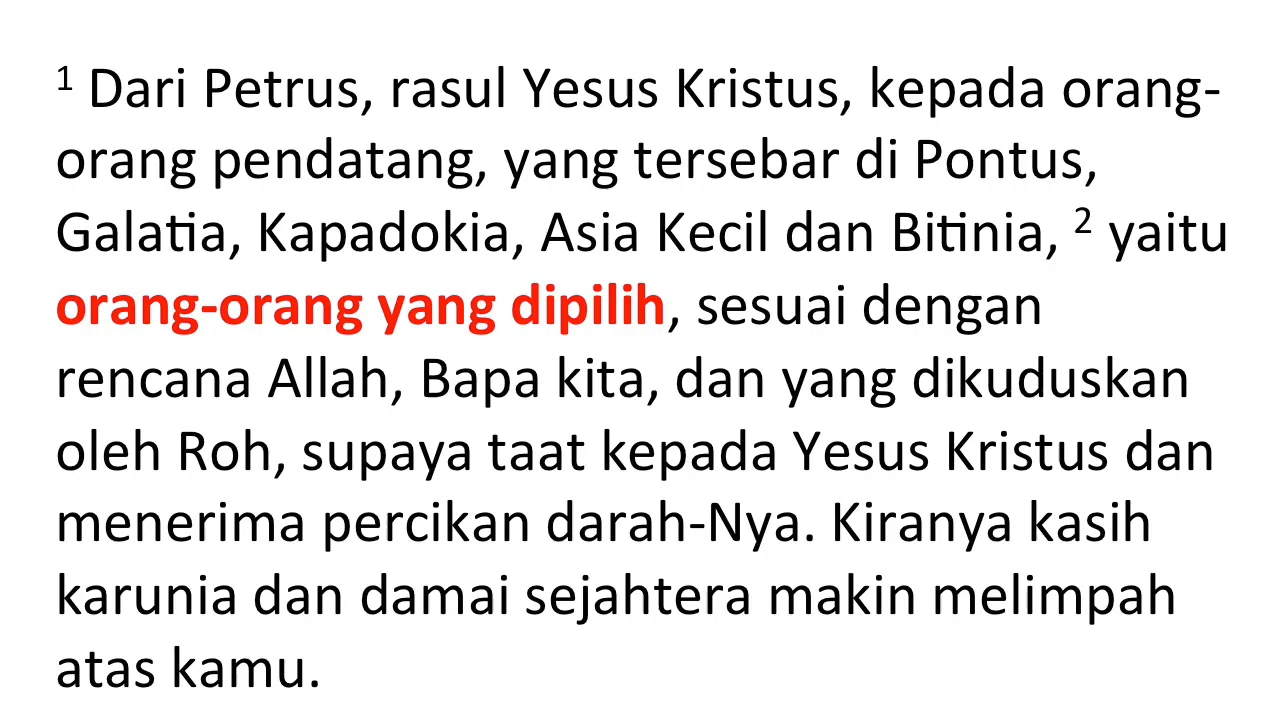 1 Dari Petrus, rasul Yesus Kristus, kepada orang-
orang pendatang, yang tersebar di Pontus,
Galatia, Kapadokia, Asia Kecil dan Bitinia, 2 yaitu
orang-orang yang dipilih, sesuai dengan
rencana Allah, Bapa kita, dan yang dikuduskan
oleh Roh, supaya taat kepada Yesus Kristus dan
menerima percikan darah-Nya. Kiranya kasih
karunia dan damai sejahtera makin melimpah
atas kamu.